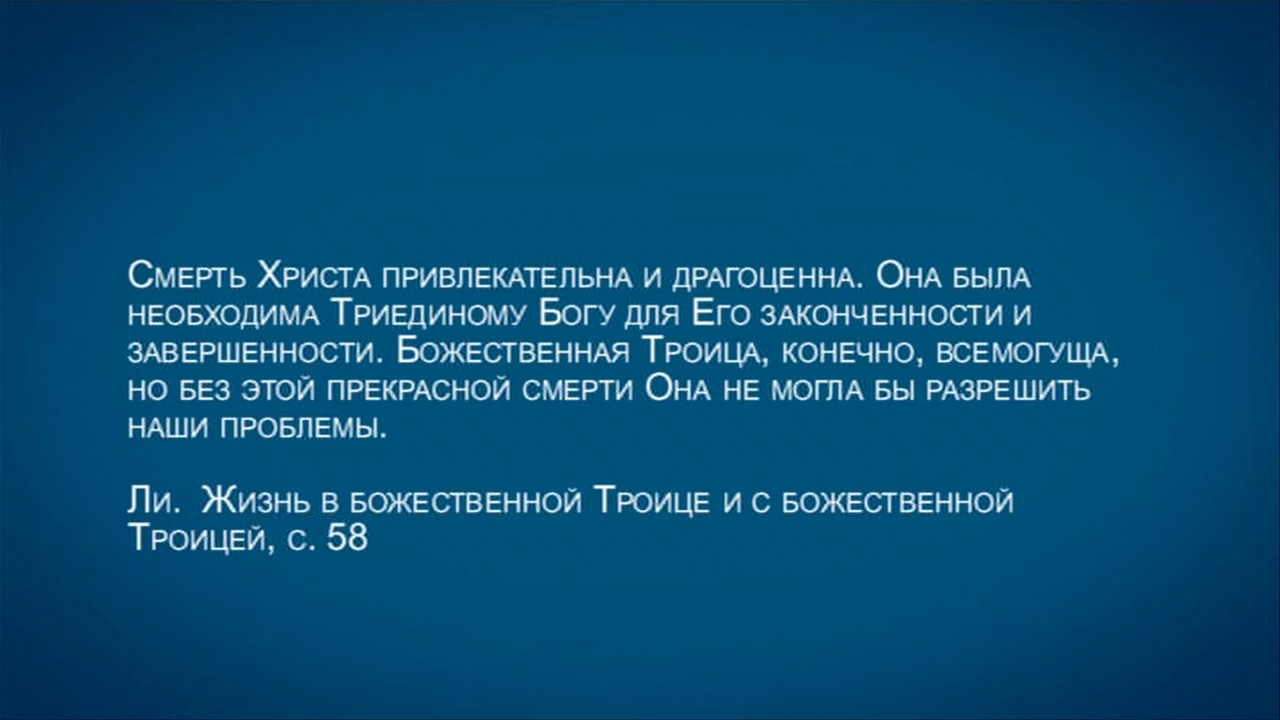 Смерть Христа привлекательна и драгоценна. Она была
необходима Триединому Богу для Его законченности и
завершенности. Божественная Троица, конечно, всемогуща,
но без этой прекрасной смерти Она не могла бы разрешить
наши проблемы.
Ли. Жизнь в божественной Троице и с божественной
Троицей, с. 58